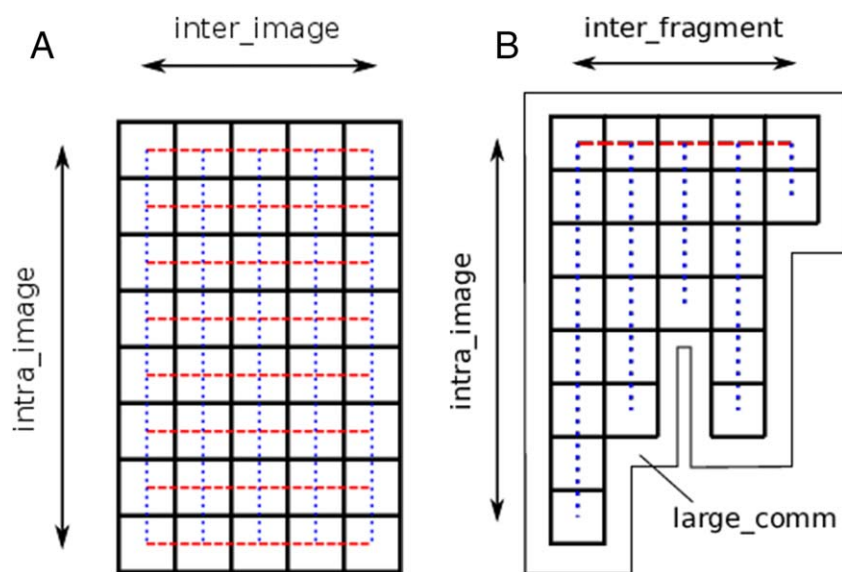 A
inter_image
intra_image
B
inter_fragment
intra_image
large_comm